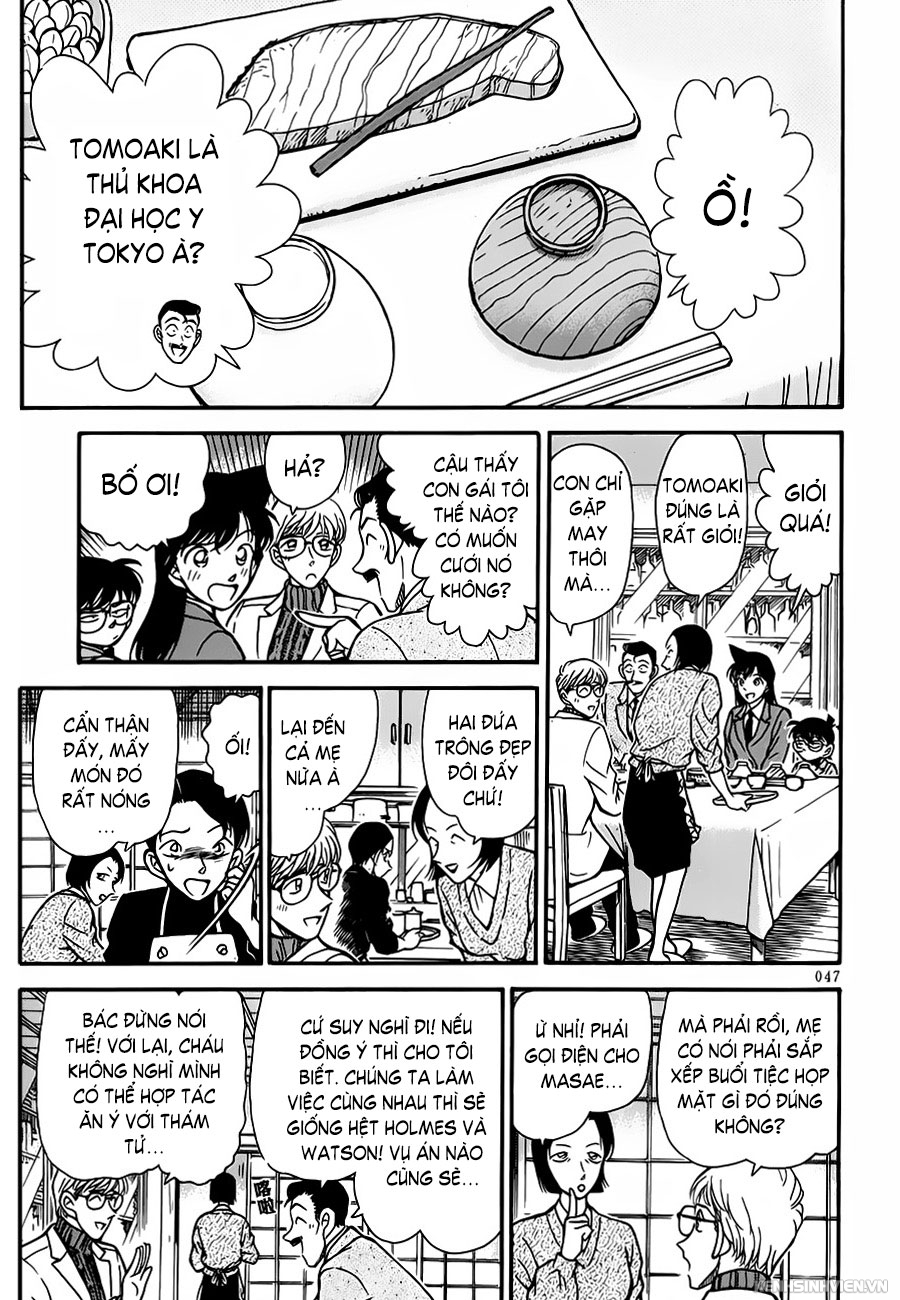 Ồ!
TOMOAKI LÀ
THỦ KHOA
ĐẠI HỌC Y
TOKYO À?
GIỎI
QUÁ!
TOMOAKI
ĐÚNG LÀ
RẤT GIỎI!
CON CHỈ
GẶP
MAY
THÔI
MÀ...
CẬU THẤY
CON GÁI TÔI
THẾ NÀO?
CÓ MUỐN
CƯỚI NÓ
KHÔNG?
HẢ?
BỐ ƠI!
HAI ĐỨA
TRÔNG ĐẸP
ĐÔI ĐẤY
CHỨ!
LẠI ĐẾN
CẢ MẸ
NỮA À
...
ỐI!
CẨN THẬN
ĐẤY, MẤY
MÓN ĐÓ
RẤT NÓNG
...
047
MÀ PHẢI RỒI, MẸ
CÓ NÓI PHẢI SẮP
XẾP BUỔI TIỆC HỌP
MẶT GÌ ĐÓ ĐÚNG
KHÔNG?
Ừ NHỈ! PHẢI
GỌI ĐIỆN CHO
MASAE...
CỨ SUY NGHĨ ĐI! NẾU
ĐỒNG Ý THÌ CHO TÔI
BIẾT. CHÚNG TA LÀM
VIỆC CÙNG NHAU THÌ SẼ
GIỐNG HỆT HOLMES VÀ
WATSON! VỤ ÁN NÀO
CŨNG SẼ ...
喀
啦
BÁC ĐỪNG NÓI
THẾ! VỚI LẠI, CHÁU
KHÔNG NGHĨ MÌNH
CÓ THỂ HỢP TÁC
ĂN Ý VỚI THÁM
TỬ...